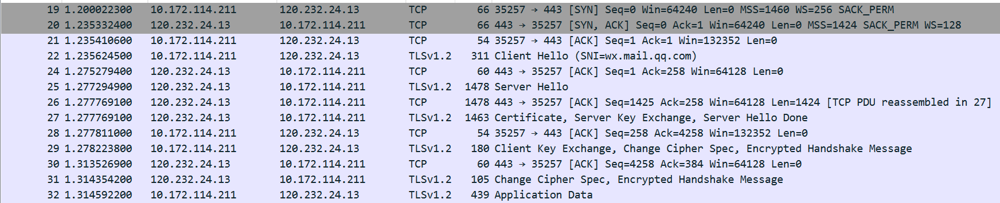 19 1.200022300 10.172.114.211 120.232.24.13 TCP 66 35257 → 443 [SYN] Seq=0 Win=64240 Len=0 MSS=1460 WS=256 SACK_PERM
20 1.235332400 120.232.24.13 10.172.114.211 TCP 66 443 → 35257 [SYN, ACK] Seq=0 Ack=1 Win=64240 Len=0 MSS=1424 SACK_PERM WS=128
21 1.235410600 10.172.114.211 120.232.24.13 TCP 54 35257 → 443 [ACK] Seq=1 Ack=1 Win=132352 Len=0
22 1.235624500 10.172.114.211 120.232.24.13 TLSv1.2 311 Client Hello (SNI=wx.mail.qq.com)
24 1.275279400 120.232.24.13 10.172.114.211 TCP 60 443 → 35257 [ACK] Seq=1 Ack=258 Win=64128 Len=0
25 1.277294900 120.232.24.13 10.172.114.211 TLSv1.2 1478 Server Hello
26 1.277769100 120.232.24.13 10.172.114.211 TCP 1478 443 → 35257 [ACK] Seq=1425 Ack=258 Win=64128 Len=1424 [TCP PDU reassembled in 27]
27 1.277769100 120.232.24.13 10.172.114.211 TLSv1.2 1463 Certificate, Server Key Exchange, Server Hello Done
28 1.277811000 10.172.114.211 120.232.24.13 TCP 54 35257 → 443 [ACK] Seq=258 Ack=4258 Win=132352 Len=0
29 1.278223800 10.172.114.211 120.232.24.13 TLSv1.2 180 Client Key Exchange, Change Cipher Spec, Encrypted Handshake Message
30 1.313526900 120.232.24.13 10.172.114.211 TCP 60 443 → 35257 [ACK] Seq=4258 Ack=384 Win=64128 Len=0
31 1.314354200 120.232.24.13 10.172.114.211 TLSv1.2 105 Change Cipher Spec, Encrypted Handshake Message
32 1.314592200 10.172.114.211 120.232.24.13 TLSv1.2 439 Application Data